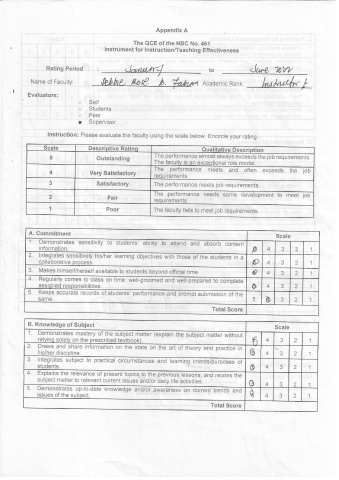 Appendix A
The QCE of the NBC No. 461
Instrument for Instruction/Teaching Effectiveness
Rating Period : January to June 2022
Name of Faculty: Debbie Rose Academic Rank: Instructor I
Evaluators:
Self
Students
Peer
Supervisor
Instruction: Please evaluate the faculty using the scale below. Encircle your rating.
Scale Descriptive Rating Qualitative Description
5 Outstanding The performance almost always exceeds the job requirements. The faculty is an exceptional role model.
4 Very Satisfactory The performance meets and often exceeds the job requirements.
3 Satisfactory The performance meets job requirements.
2 Fair The performance needs some development to meet job requirements.
1 Poor The faculty fails to meet job requirements.
A. Commitment Scale
1. Demonstrates sensitivity to students' ability to attend and absorb content information. 5 4 3 2 1
2. Integrates sensitively his/her learning objectives with those of the students in a collaborative process. 5 4 3 2 1
3. Makes himself/herself available to students beyond official time. 5 4 3 2 1
4. Regularly comes to class on time, well-groomed and well-prepared to complete assigned responsibilities. 5 4 3 2 1
5. Keeps accurate records of students' performance and prompt submission of the same. 5 4 3 2 1
Total Score
B. Knowledge of Subject Scale
1. Demonstrates mastery of the subject matter (explain the subject matter without relying solely on the prescribed textbook). 5 4 3 2 1
2. Draws and share information on the state on the art of theory and practice in his/her discipline. 5 4 3 2 1
3. Integrates subject to practical circumstances and learning intents/purposes of students. 5 4 3 2 1
4. Explains the relevance of present topics to the previous lessons, and relates the subject matter to relevant current issues and/or daily life activities. 5 4 3 2 1
5. Demonstrates up-to-date knowledge and/or awareness on current trends and issues of the subject. 5 4 3 2 1
Total Score